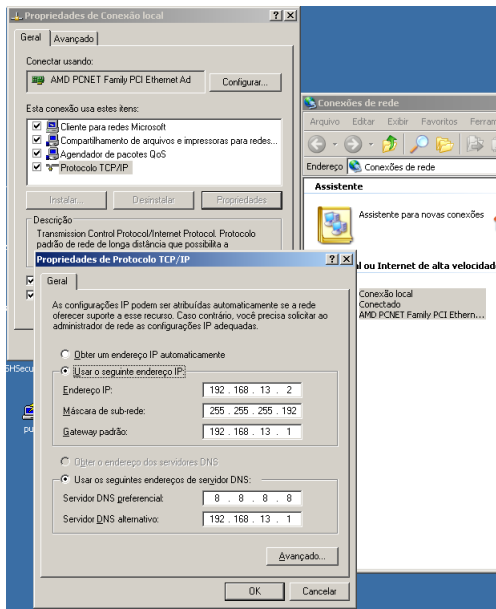 Propriedades de Conexão local
Geral
Avançado
Conectar usando:
AMD PCNET Family PCI Ethernet Ad
Configurar...
Esta conexão usa estes itens:
Cliente para redes Microsoft
Compartilhamento de arquivos e impressoras para redes...
Agendador de pacotes QoS
Protocolo TCP/IP
Instalar...
Desinstalar
Propriedades
Descrição
Transmission Control Protocol/Internet Protocol. Protocolo
padrão de rede de longa distância que possibilita a
Conexões de rede
Arquivo Editar Exibir Favoritos Ferram
Endereço Conexões de rede
Assistente
Assistente para novas conexões
l ou Internet de alta velocidad
Conexão local
Conectado
AMD PCNET Family PCI Ethern...
Propriedades de Protocolo TCP/IP
Geral
As configurações IP podem ser atribuídas automaticamente se a rede
oferecer suporte a esse recurso. Caso contrário, você precisa solicitar ao
administrador de rede as configurações IP adequadas.
Obter um endereço IP automaticamente
Usar o seguinte endereço IP:
Endereço IP: 192 . 168 . 13 . 2
Máscara de sub-rede: 255 . 255 . 255 . 192
Gateway padrão: 192 . 168 . 13 . 1
Obter o endereço dos servidores DNS
Usar os seguintes endereços de servidor DNS:
Servidor DNS preferencial: 8 . 8 . 8 . 8
Servidor DNS alternativo: 192 . 168 . 13 . 1
Avançado...
OK
Cancelar
SHSecu
pu